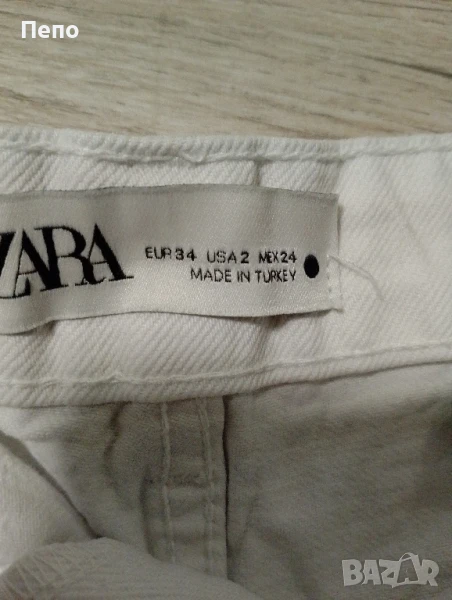 Пепо
ZARA
EUR 34 USA 2 MEX 24
MADE IN TURKEY
BAZAR